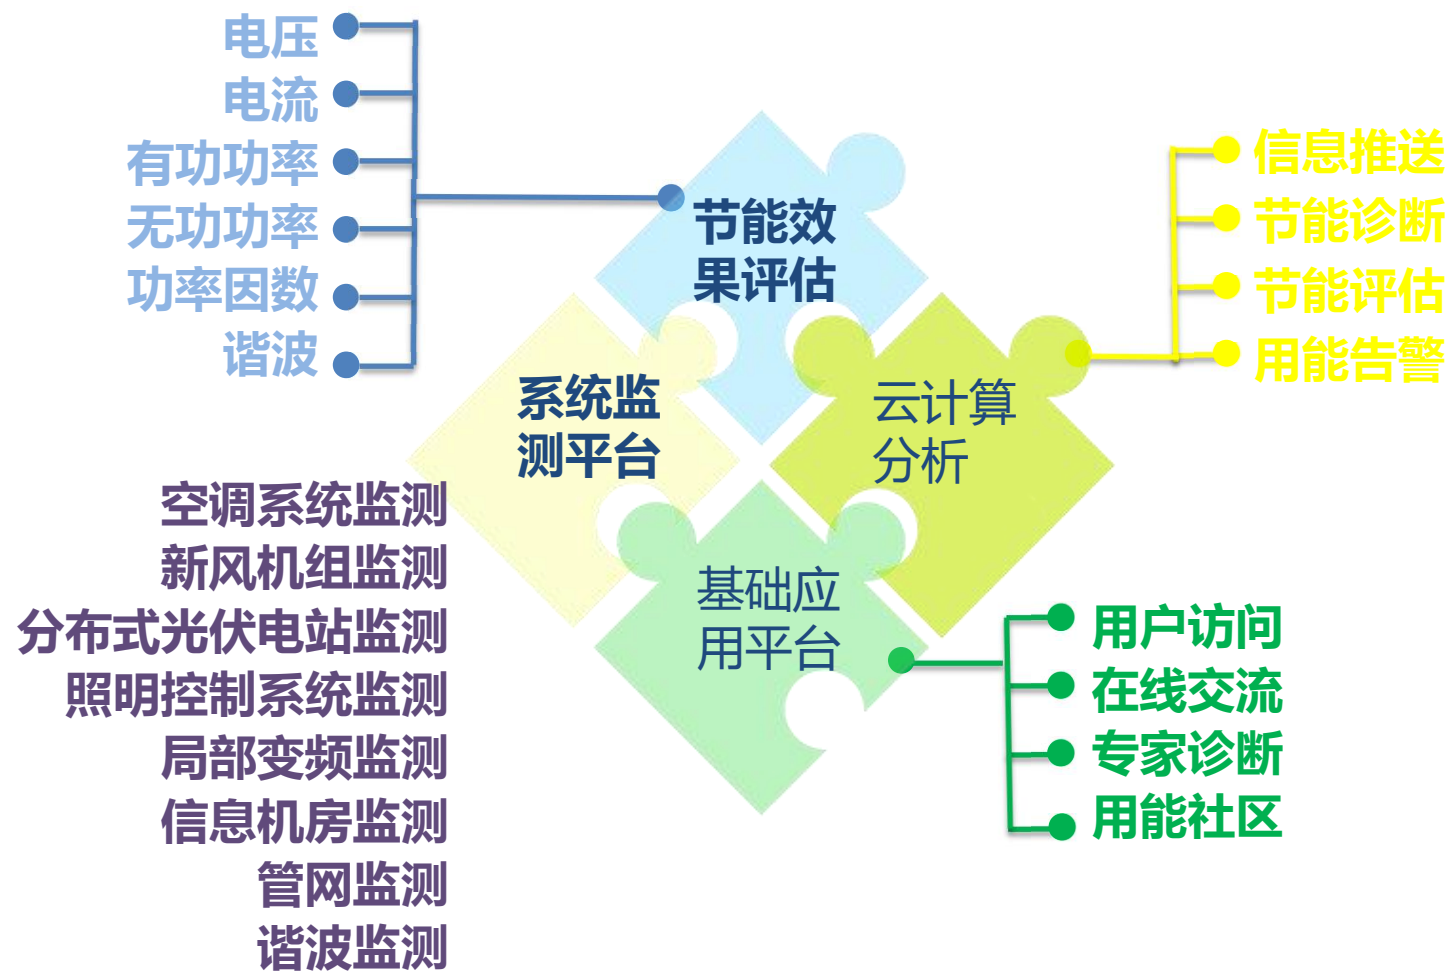 电压
电流
有功功率
无功功率
功率因数
谐波
节能效
果评估
信息推送
节能诊断
节能评估
用能告警
系统监
测平台
云计算
分析
空调系统监测
新风机组监测
分布式光伏电站监测
照明控制系统监测
局部变频监测
信息机房监测
管网监测
谐波监测
基础应
用平台
用户访问
在线交流
专家诊断
用能社区